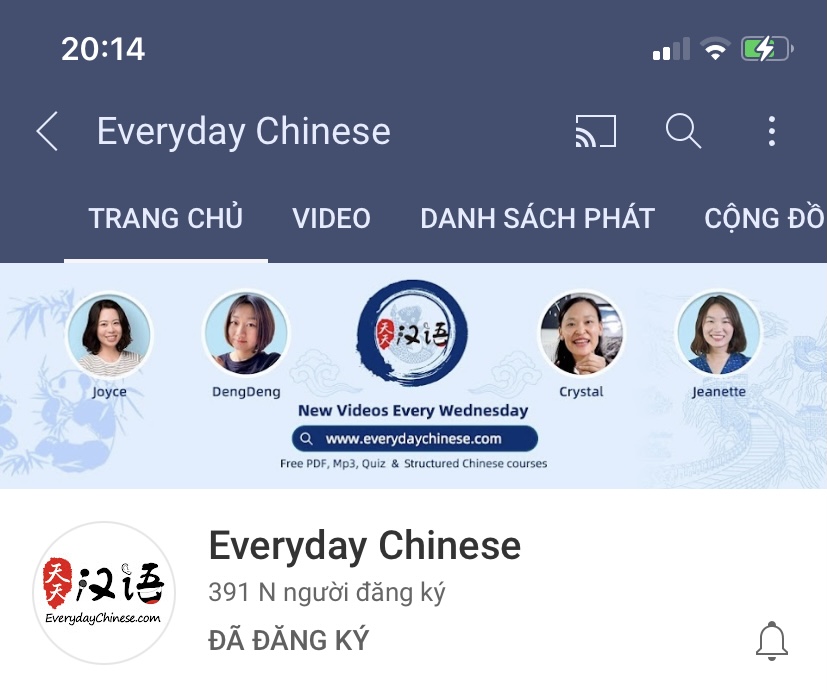 20:14
Everyday Chinese
TRANG CHỦ VIDEO DANH SÁCH PHÁT CỘNG ĐỒ
天天汉语
Joyce DengDeng Crystal Jeanette
New Videos Every Wednesday
www.everydaychinese.com
Free PDF, Mp3, Quiz & Structured Chinese courses
天天汉语
EverydayChinese.com
Everyday Chinese
391 N người đăng ký
ĐÃ ĐĂNG KÝ